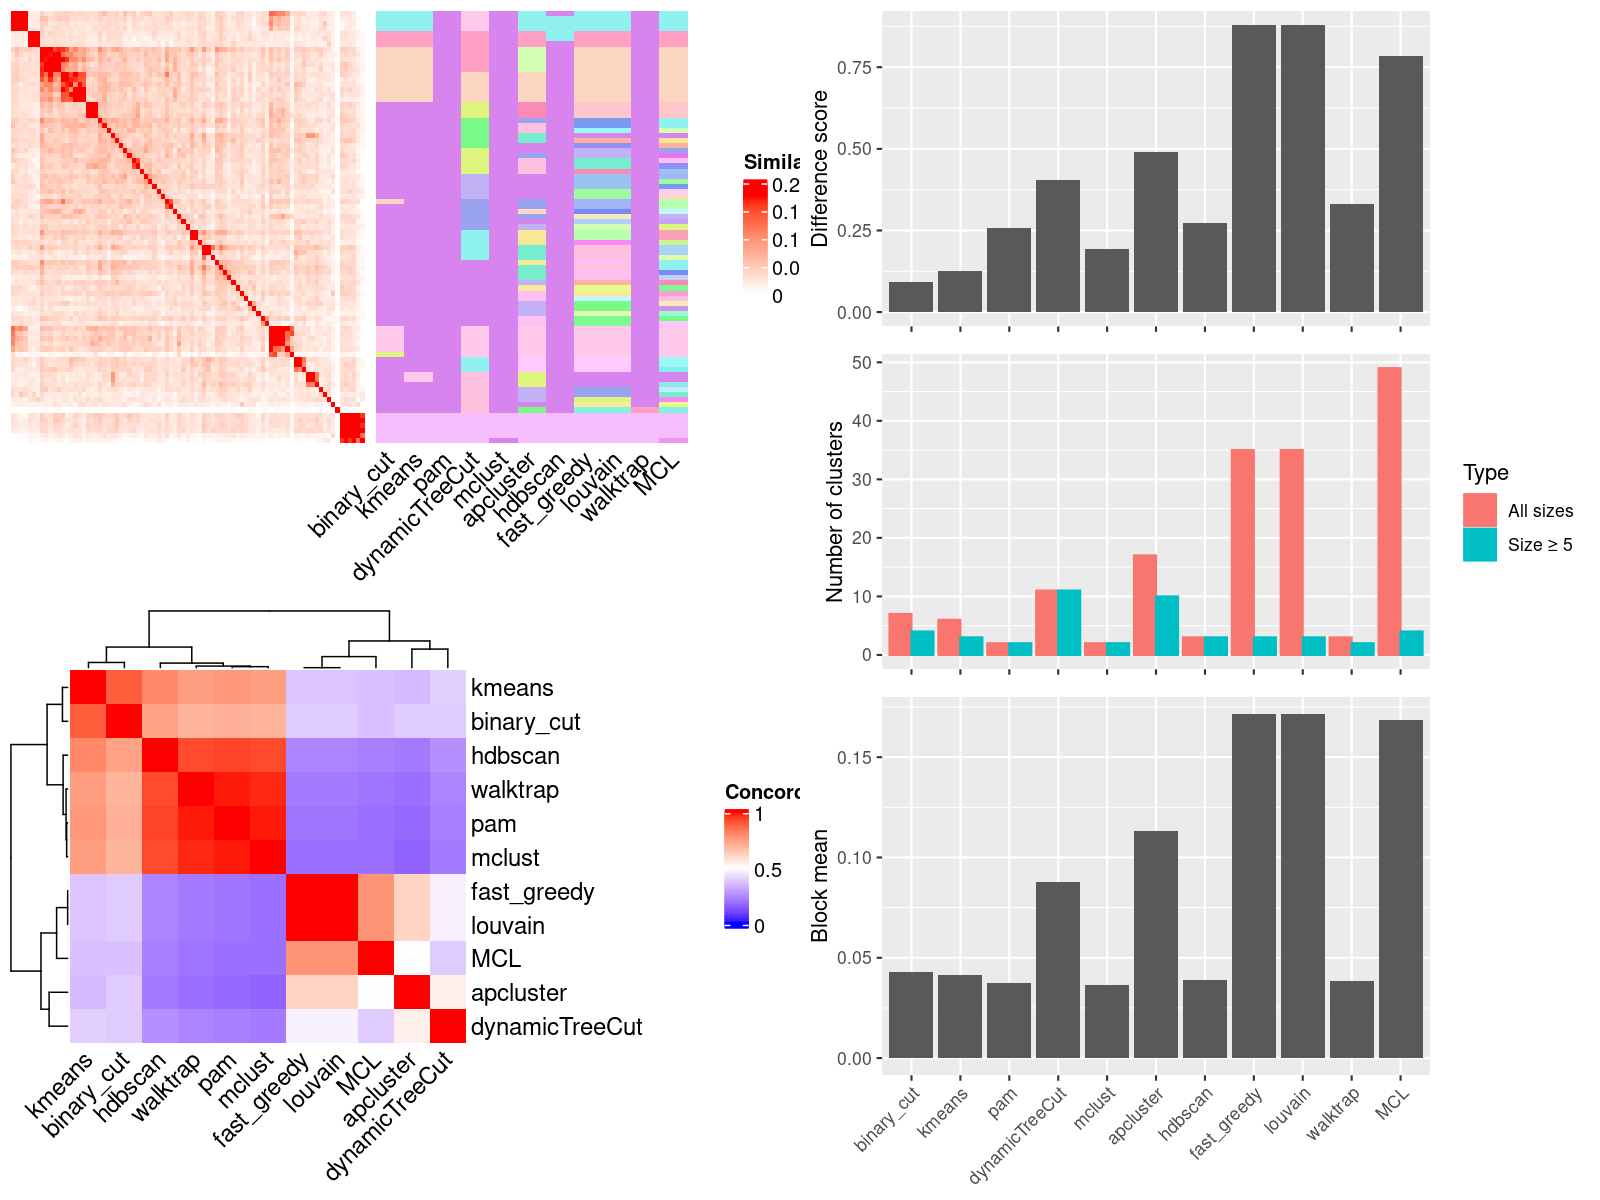 Simila
0.2
0.1
0.1
0.0
0
binary_cut
kmeans
pam
dynamicTreeCut
mclust
apcluster
hdbscan
fast_greedy
louvain
walktrap
MCL
kmeans
binary_cut
hdbscan
walktrap
pam
mclust
fast_greedy
louvain
MCL
apcluster
dynamicTreeCut
kmeans
binary_cut
hdbscan
walktrap
pam
mclust
fast_greedy
louvain
MCL
apcluster
dynamicTreeCut
Concord
1
0.5
0
Difference score
0.75
0.50
0.25
0.00
Number of clusters
50
40
30
20
10
0
Type
All sizes
Size ≥ 5
Block mean
0.15
0.10
0.05
0.00
binary_cut
kmeans
pam
dynamicTreeCut
mclust
apcluster
hdbscan
fast_greedy
louvain
walktrap
MCL